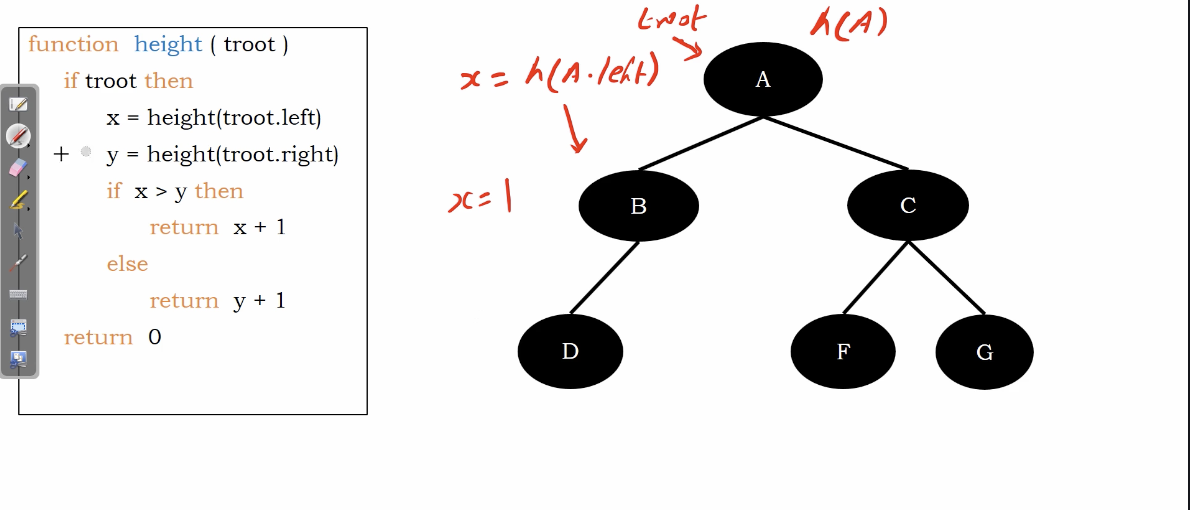 function height ( troot )
if troot then
x = height(troot.left)
y = height(troot.right)
if x > y then
return x + 1
else
return y + 1
return 0
troot
h(A)
x = h(A.left)
x = 1
A
B
C
D
F
G